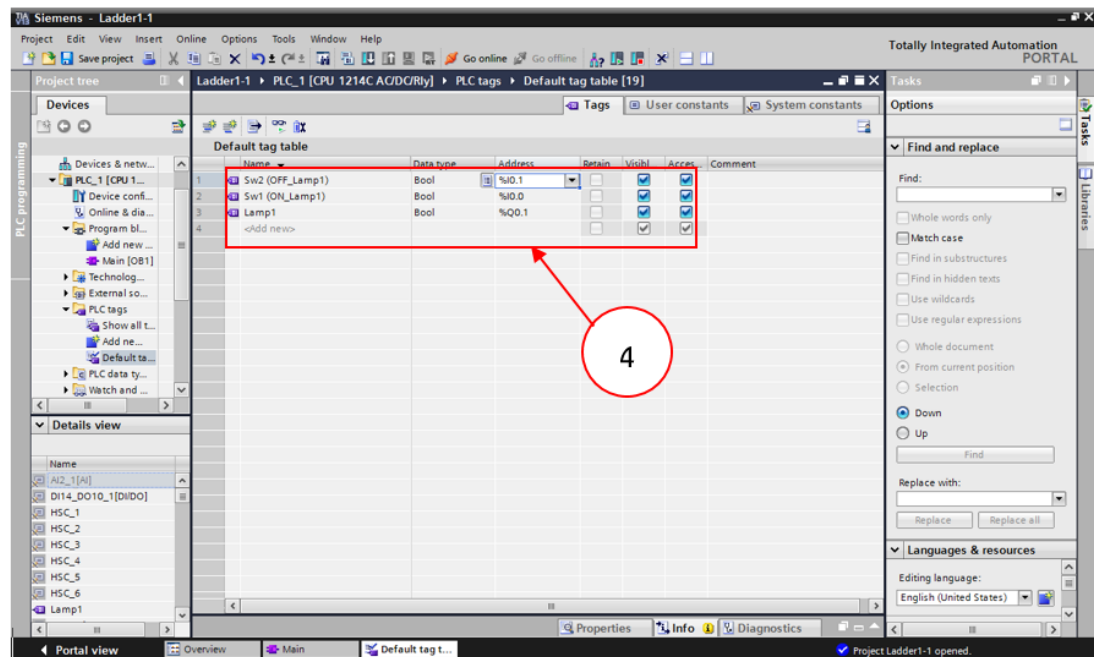 Siemens - Ladder1-1
Project Edit View Insert Online Options Tools Window Help
Totally Integrated Automation
PORTAL
Save project Go online Go offline
Project tree
Ladder1-1 PLC_1 [CPU 1214C AC/DC/Rly] PLC tags Default tag table [19]
Tasks
Devices
Tags User constants System constants
Options
Default tag table
Find and replace
Name Data type Address Retain Visibl.. Acces... Comment
1 Sw2 (OFF_Lamp1) Bool %I0.1
2 Sw1 (ON_Lamp1) Bool %I0.0
3 Lamp1 Bool %Q0.1
4 <Add new>
4
PLC programming
Devices & netw...
PLC_1 [CPU 1...
Device confi...
Online & dia...
Program bl...
Add new ...
Main [OB1]
Technolog...
External so...
PLC tags
Show all t...
Add ne...
Default ta...
PLC data ty...
Watch and ...
Details view
Name
AI2_1[AI]
DI14_DO10_1[DI/DO]
HSC_1
HSC_2
HSC_3
HSC_4
HSC_5
HSC_6
Lamp1
Find:
Whole words only
Match case
Find in substructures
Find in hidden texts
Use wildcards
Use regular expressions
Whole document
From current position
Selection
Down
Up
Find
Replace with:
Replace Replace all
Languages & resources
Editing language:
English (United States)
Tasks
Libraries
Properties Info Diagnostics
Portal view Overview Main Default tag t...
Project Ladder1-1 opened.